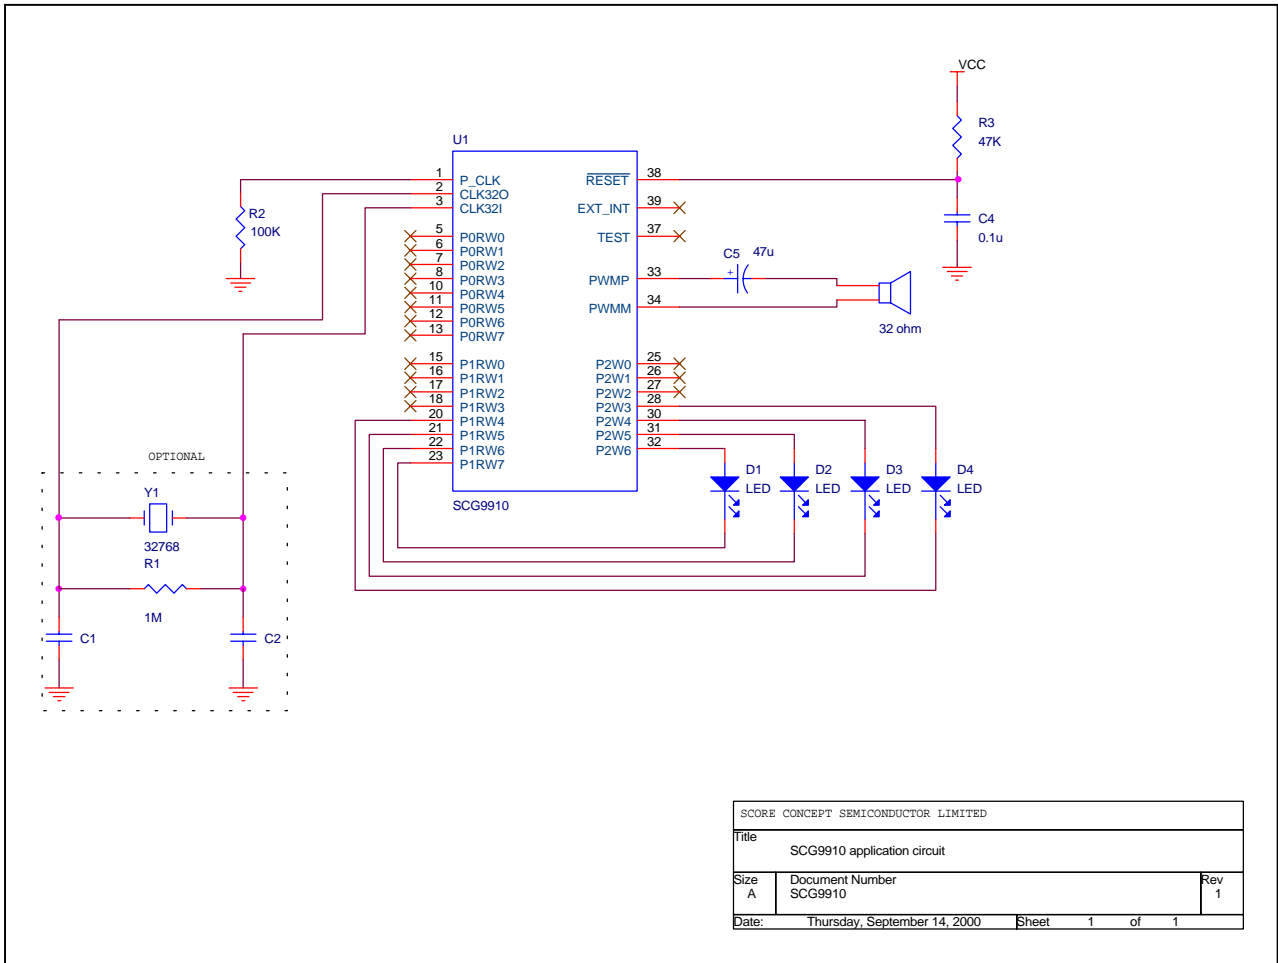 VCC
R3
47K
C4
0.1u
U1
1 P_CLK
2 CLK32O
3 CLK32I
5 P0RW0
6 P0RW1
7 P0RW2
8 P0RW3
10 P0RW4
11 P0RW5
12 P0RW6
13 P0RW7
15 P1RW0
16 P1RW1
17 P1RW2
18 P1RW3
20 P1RW4
21 P1RW5
22 P1RW6
23 P1RW7
RESET 38
EXT_INT 39
TEST 37
PWMP 33
PWMM 34
P2W0 25
P2W1 26
P2W2 27
P2W3 28
P2W4 30
P2W5 31
P2W6 32
SCG9910
R2
100K
C5 47u
+
32 ohm
D1
LED
D2
LED
D3
LED
D4
LED
OPTIONAL
Y1
32768
R1
1M
C1
C2
SCORE CONCEPT SEMICONDUCTOR LIMITED
Title
SCG9910 application circuit
Size
A
Document Number
SCG9910
Rev
1
Date: Thursday, September 14, 2000 Sheet 1 of 1